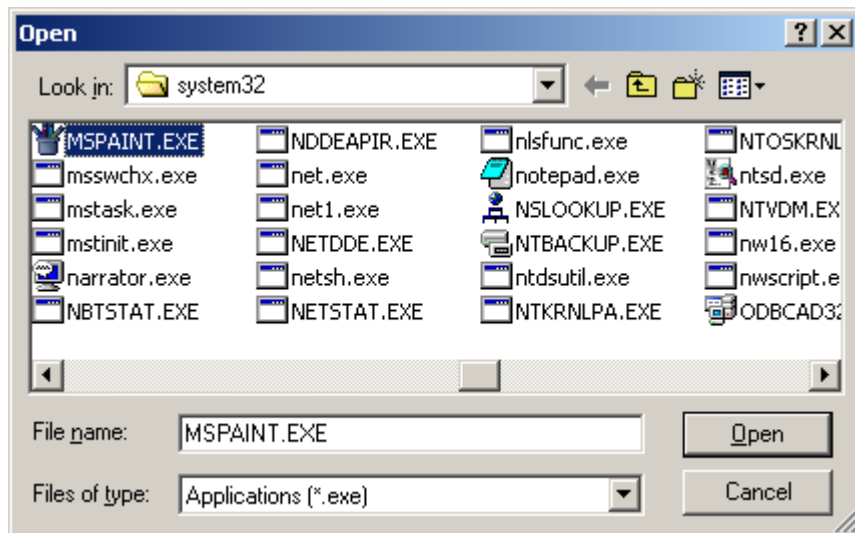 Open
Look in: system32
MSPAINT.EXE NDDEAPIR.EXE nlsfunc.exe NTOSKRNL
msswchx.exe net.exe notepad.exe ntsd.exe
mstask.exe net1.exe NSLOOKUP.EXE NTVDM.EX
mstinit.exe NETDDE.EXE NTBACKUP.EXE nw16.exe
narrator.exe netsh.exe ntdsutil.exe nwscript.e
NBTSTAT.EXE NETSTAT.EXE NTKRNLPA.EXE ODBCAD32
File name: MSPAINT.EXE Open
Files of type: Applications (*.exe) Cancel